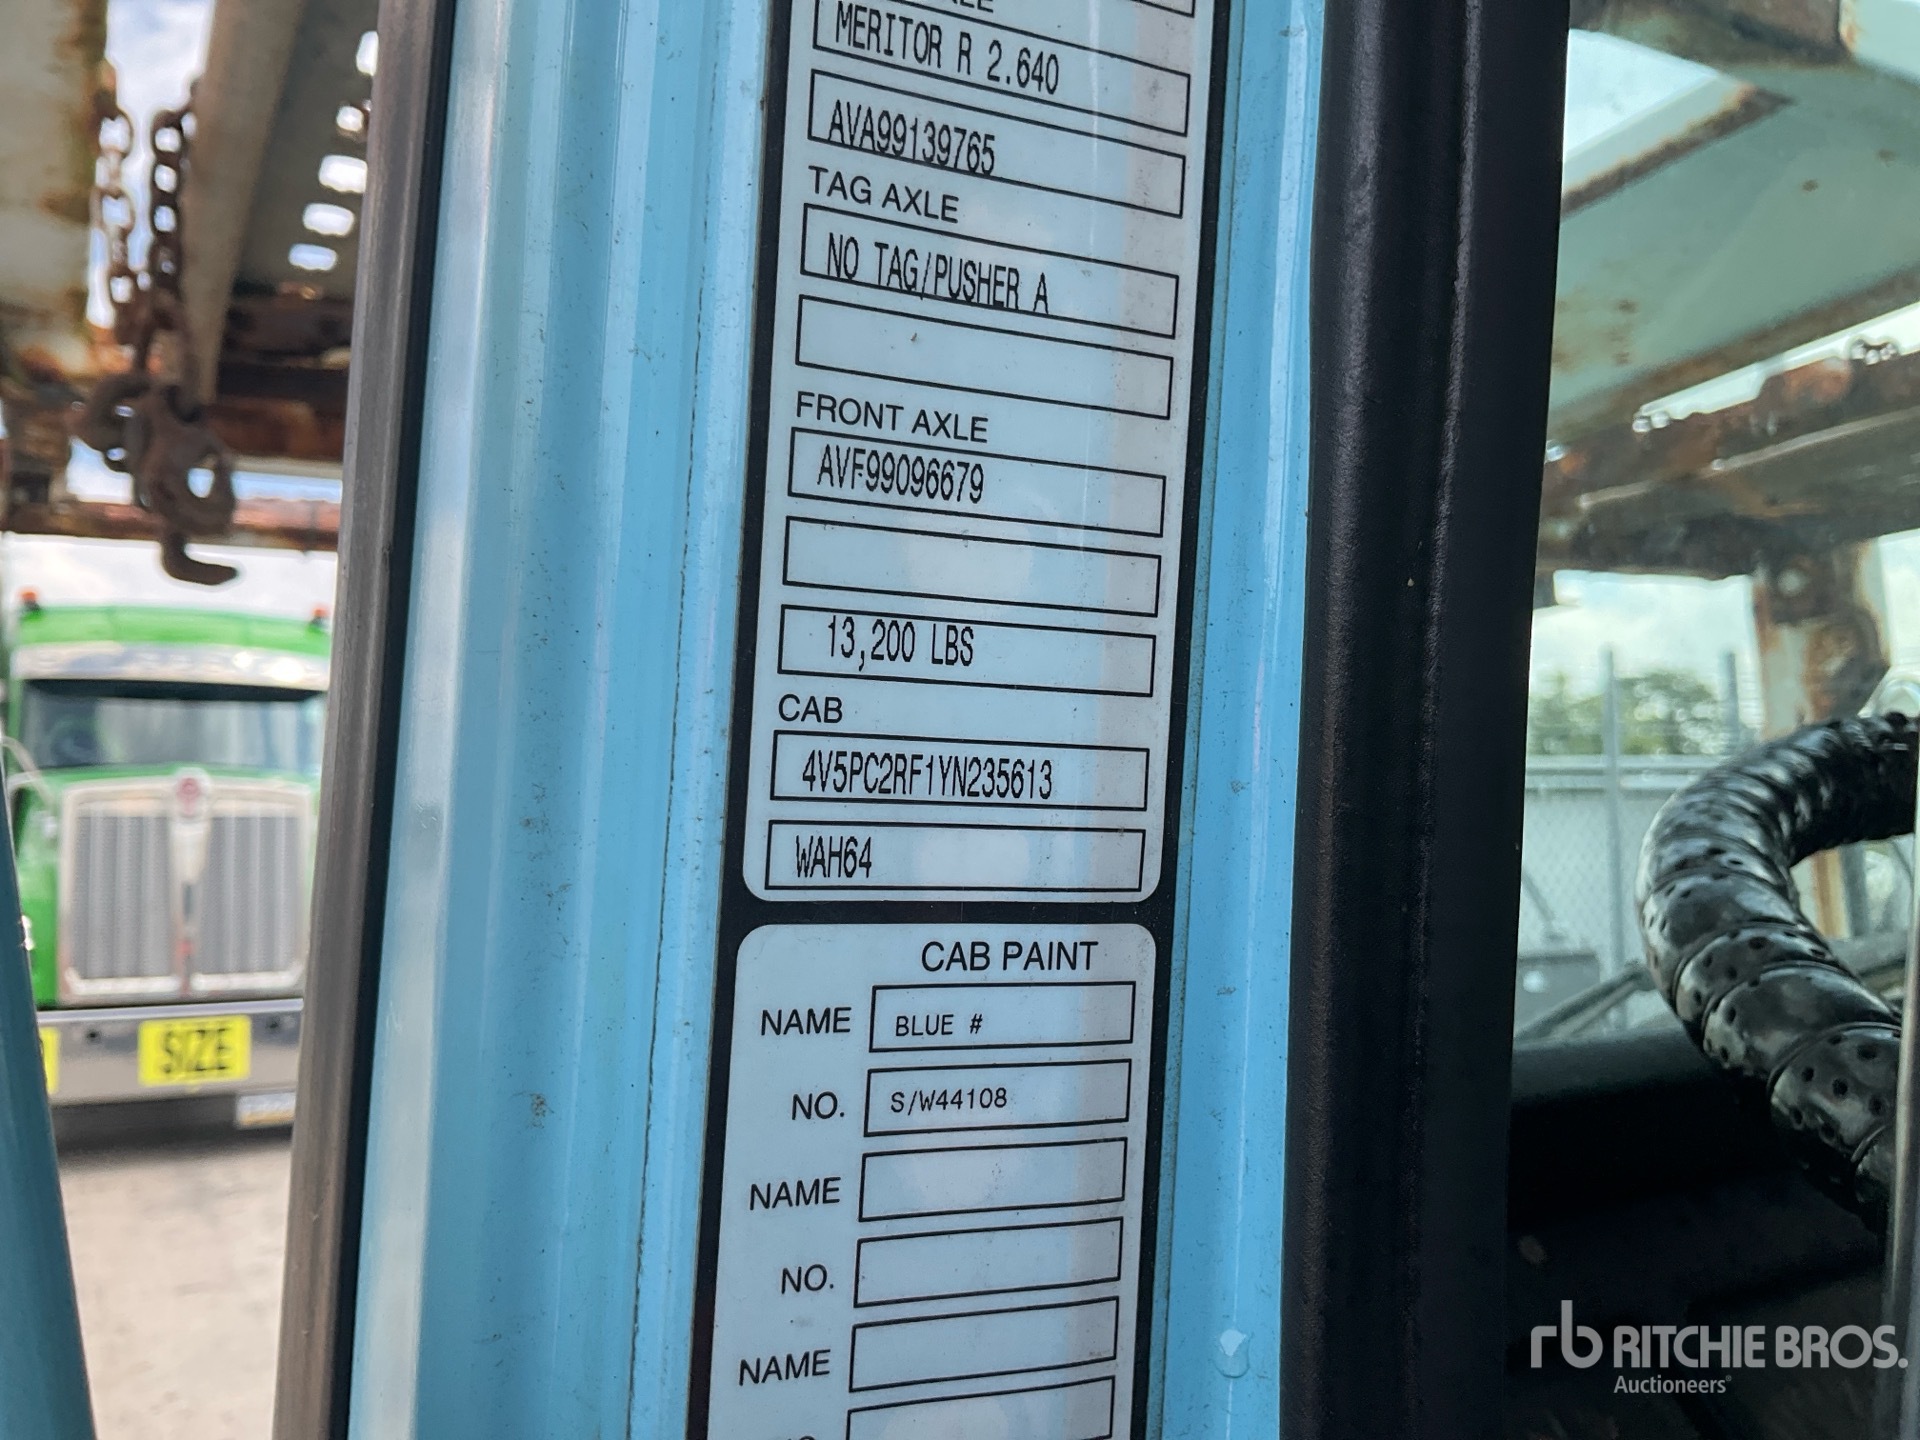 MERITOR R 2.640
AVA99139765
TAG AXLE
NO TAG/PUSHER A
FRONT AXLE
AVF99096679
13,200 LBS
CAB
4V5PC2RF1YN235613
WAH64
CAB PAINT
NAME BLUE #
NO. S/W44108
NAME
NO.
NAME
SIZE
rb RITCHIE BROS.
Auctioneers